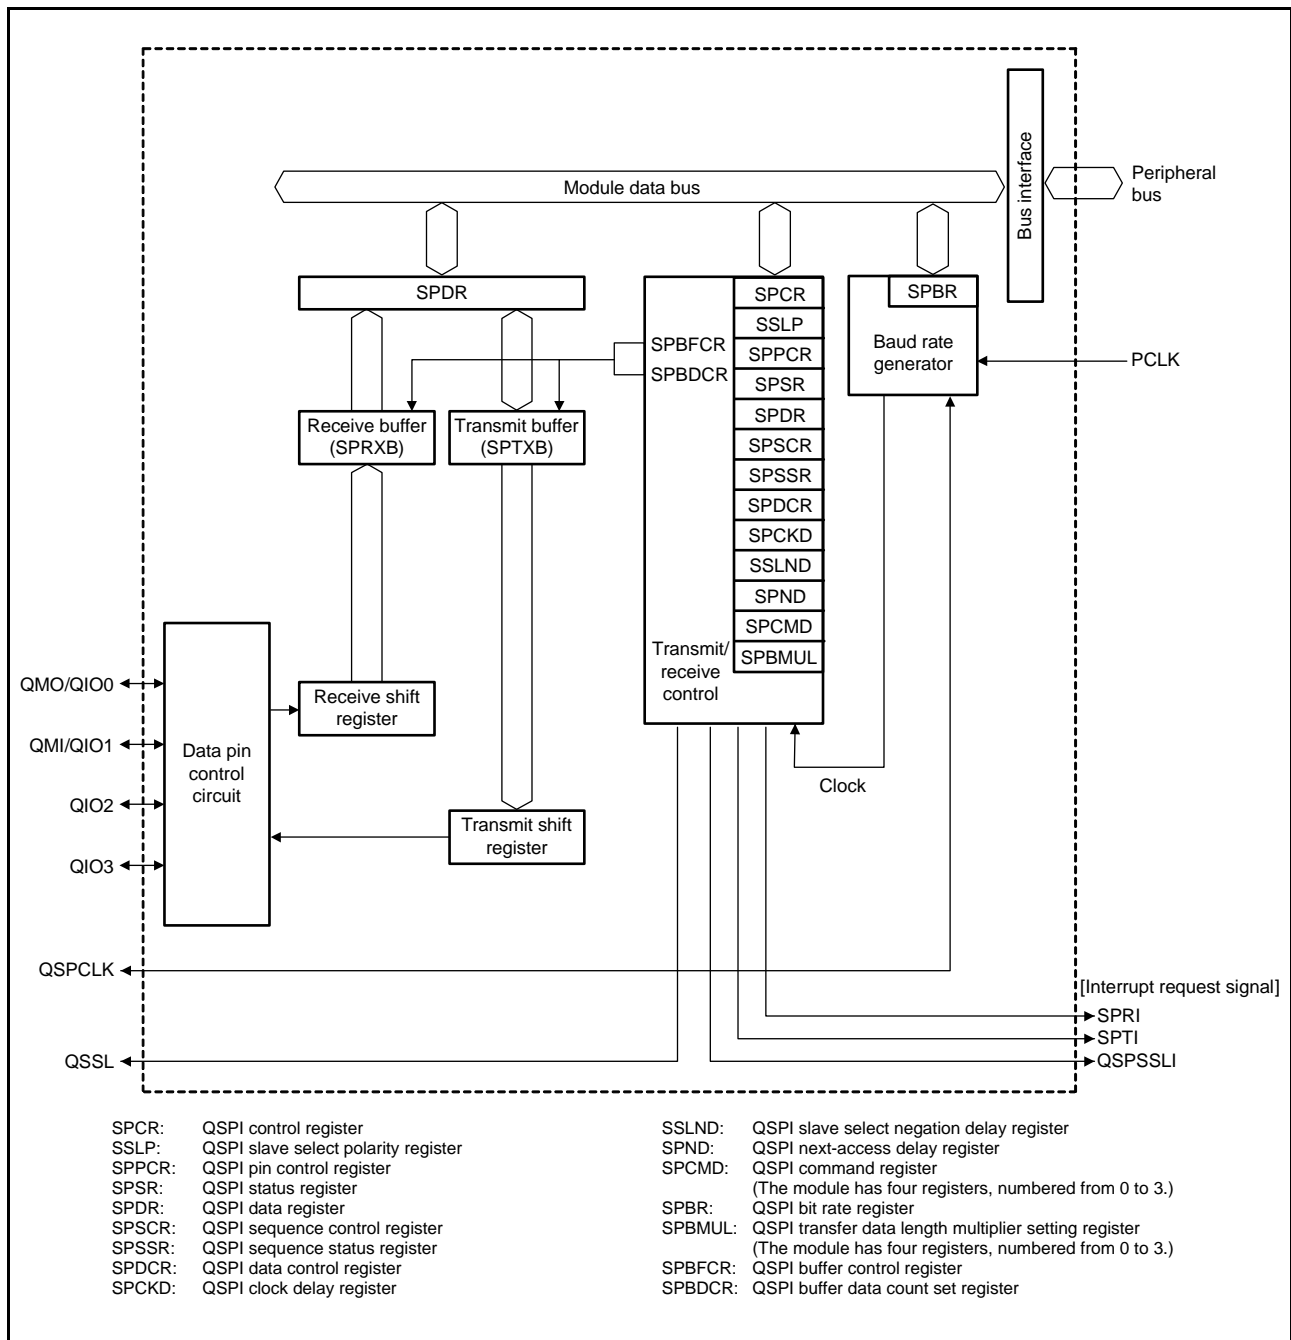 Bus interface
Peripheral
bus
Module data bus
SPDR
SPBFCR
SPBDCR
SPCR
SSLP
SPPCR
SPSR
SPDR
SPSCR
SPSSR
SPDCR
SPCKD
SSLND
SPND
SPCMD
SPBMUL
Transmit/
receive
control
SPBR
Baud rate
generator
PCLK
Receive buffer
(SPRXB)
Transmit buffer
(SPTXB)
QMO/QIO0
QMI/QIO1
QIO2
QIO3
Data pin
control
circuit
Receive shift
register
Transmit shift
register
Clock
QSPCLK
QSSL
[Interrupt request signal]
SPRI
SPTI
QSPSSLI
SPCR: QSPI control register
SSLP: QSPI slave select polarity register
SPPCR: QSPI pin control register
SPSR: QSPI status register
SPDR: QSPI data register
SPSCR: QSPI sequence control register
SPSSR: QSPI sequence status register
SPDCR: QSPI data control register
SPCKD: QSPI clock delay register
SSLND: QSPI slave select negation delay register
SPND: QSPI next-access delay register
SPCMD: QSPI command register
(The module has four registers, numbered from 0 to 3.)
SPBR: QSPI bit rate register
SPBMUL: QSPI transfer data length multiplier setting register
(The module has four registers, numbered from 0 to 3.)
SPBFCR: QSPI buffer control register
SPBDCR: QSPI buffer data count set register